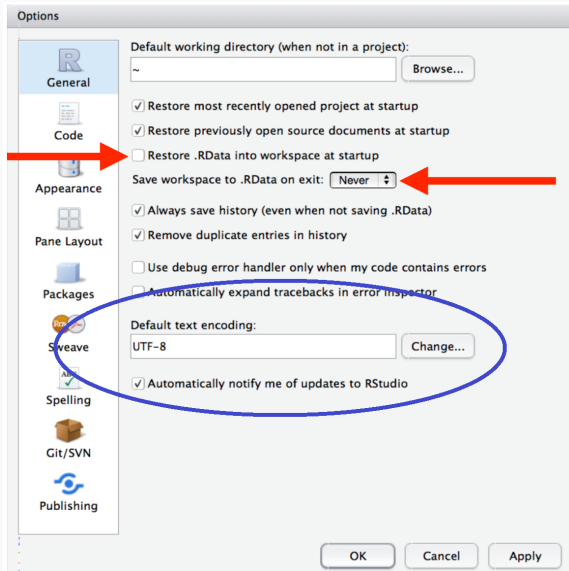 Options
General
Code
Appearance
Pane Layout
Packages
Sweave
Spelling
Git/SVN
Publishing
Default working directory (when not in a project):
~
Browse...
Restore most recently opened project at startup
Restore previously open source documents at startup
Restore .RData into workspace at startup
Save workspace to .RData on exit: Never
Always save history (even when not saving .RData)
Remove duplicate entries in history
Use debug error handler only when my code contains errors
Automatically expand tracebacks in error inspector
Default text encoding:
UTF-8
Change...
Automatically notify me of updates to RStudio
OK
Cancel
Apply